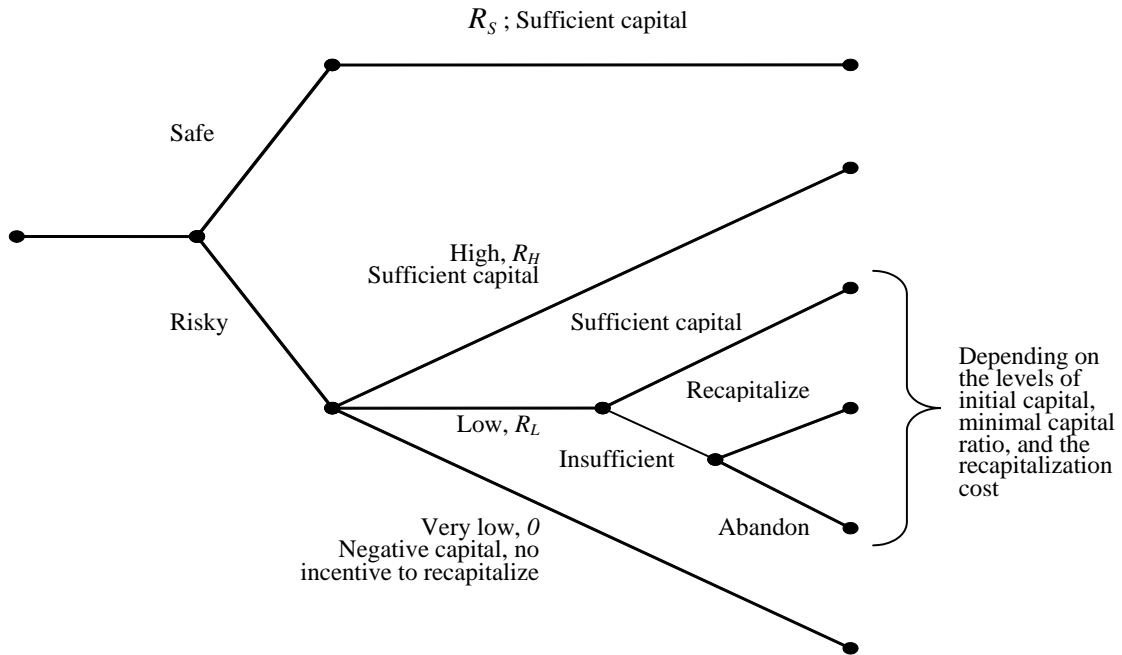 R_S ; Sufficient capital
Safe
High, R_H
Sufficient capital
Risky
Sufficient capital
Recapitalize
Low, R_L
Insufficient
Abandon
Very low, 0
Negative capital, no
incentive to recapitalize
Depending on
the levels of
initial capital,
minimal capital
ratio, and the
recapitalization
cost